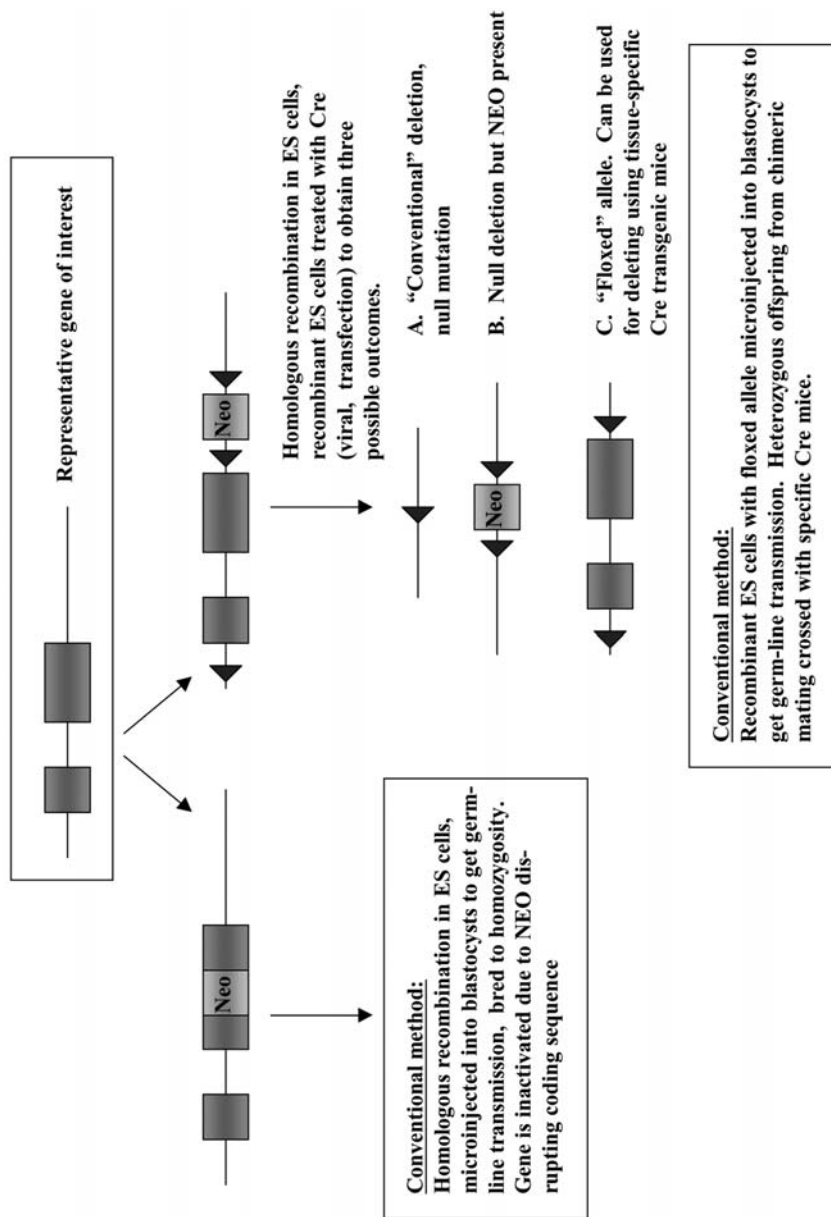 Representative gene of interest
Neo
Neo
Homologous recombination in ES cells,
recombinant ES cells treated with Cre
(viral, transfection) to obtain three
possible outcomes.
A. “Conventional” deletion,
null mutation
Neo
B. Null deletion but NEO present
C. “Floxed” allele. Can be used
for deleting using tissue-specific
Cre transgenic mice
Conventional method:
Homologous recombination in ES cells,
microinjected into blastocysts to get germ-
line transmission, bred to homozygosity.
Gene is inactivated due to NEO dis-
rupting coding sequence
Conventional method:
Recombinant ES cells with floxed allele microinjected into blastocysts to
get germ-line transmission. Heterozygous offspring from chimeric
mating crossed with specific Cre mice.